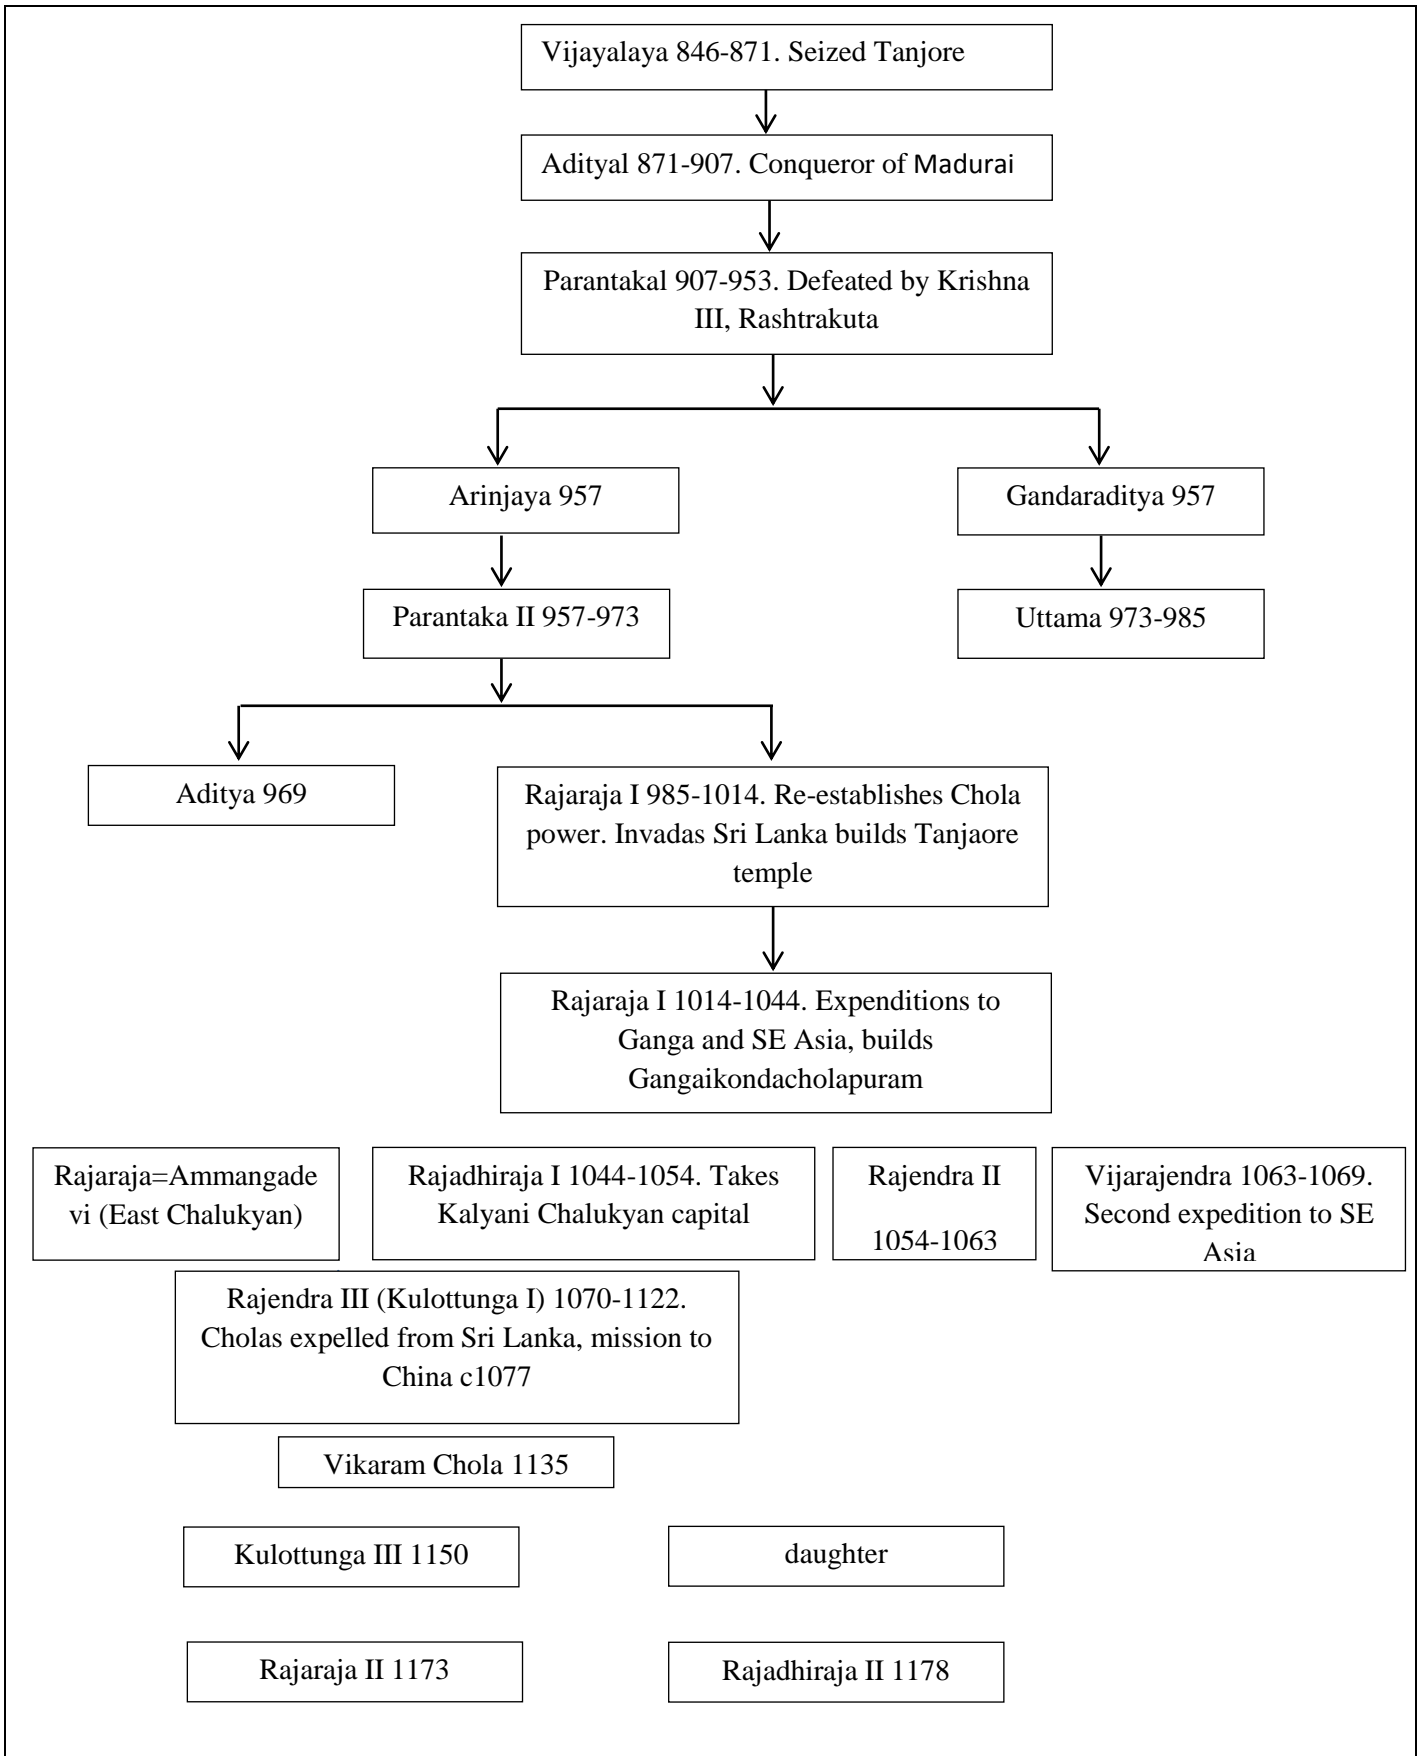 Vijayalaya 846-871. Seized Tanjore
Adityal 871-907. Conqueror of Madurai
Parantakal 907-953. Defeated by Krishna
III, Rashtrakuta
Arinjaya 957
Gandaraditya 957
Parantaka II 957-973
Uttama 973-985
Aditya 969
Rajaraja I 985-1014. Re-establishes Chola
power. Invadas Sri Lanka builds Tanjaore
temple
Rajaraja I 1014-1044. Expenditions to
Ganga and SE Asia, builds
Gangaikondacholapuram
Rajaraja=Ammangade
vi (East Chalukyan)
Rajadhiraja I 1044-1054. Takes
Kalyani Chalukyan capital
Rajendra II
1054-1063
Vijarajendra 1063-1069.
Second expedition to SE
Asia
Rajendra III (Kulottunga I) 1070-1122.
Cholas expelled from Sri Lanka, mission to
China c1077
Vikaram Chola 1135
Kulottunga III 1150
daughter
Rajaraja II 1173
Rajadhiraja II 1178